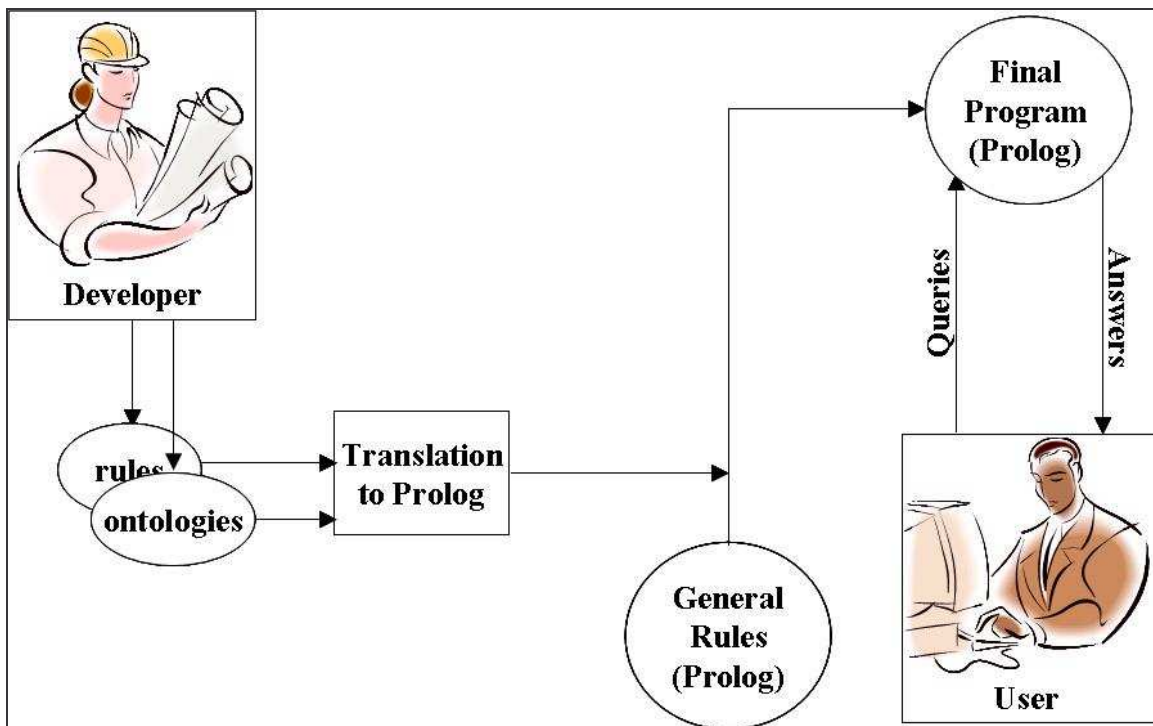 Developer
rules
ontologies
Translation
to Prolog
General
Rules
(Prolog)
Final
Program
(Prolog)
Queries
Answers
User